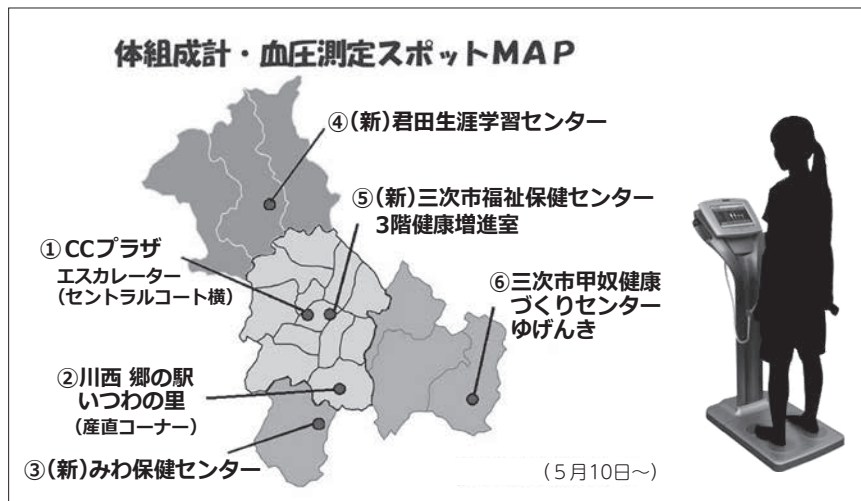 体組成計・血圧測定スポットMAP
④(新)君田生涯学習センター
⑤(新)三次市福祉保健センター
3階健康増進室
①CCプラザ
エスカレーター
(セントラルコート横)
⑥三次市甲奴健康
づくりセンター
ゆげんき
②川西 郷の駅
いつわの里
(産直コーナー)
③(新)みわ保健センター
(5月10日～)